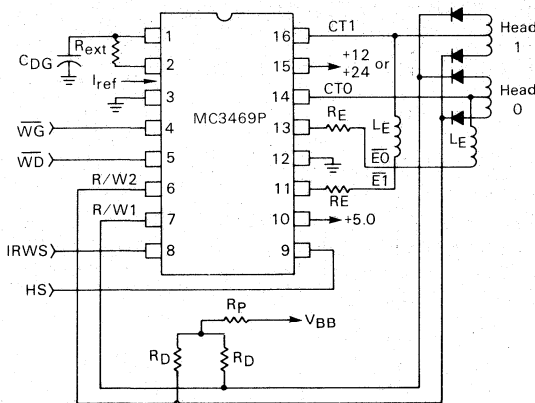 CDG
Rext
Iref
WG
WD
R/W2
R/W1
IRWS
HS
1
2
3
4
5
6
7
8
MC3469P
16
15
14
13
12
11
10
9
CT1
+12
+24 or
CT0
RE
E0
LE
E1
RE
+5.0
Head
1
Head
0
LE
RP
VBB
RD
RD